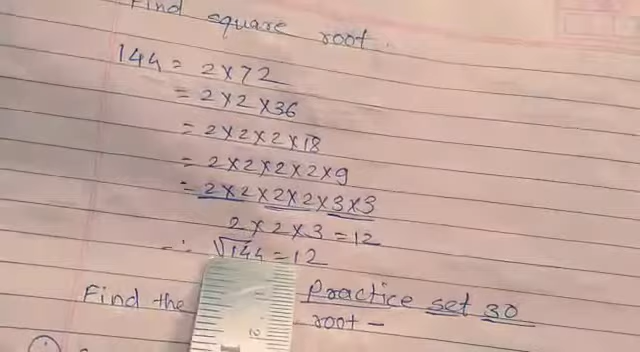 Find square root.
144 = 2×72
= 2×2×36
= 2×2×2×18
= 2×2×2×2×9
= 2×2×2×2×3×3
2×2×3=12
∴ √144=12
Practice set 30
Find the root -
10